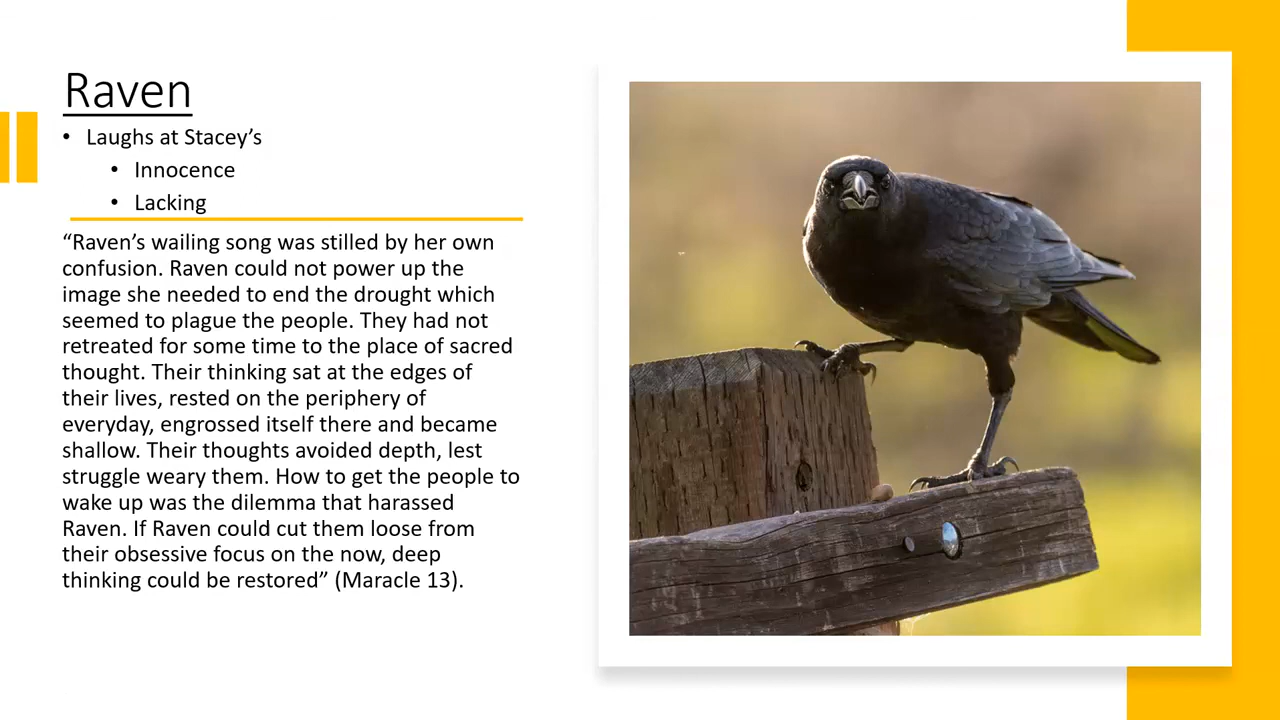 Raven
• Laughs at Stacey’s
• Innocence
• Lacking
“Raven’s wailing song was stilled by her own
confusion. Raven could not power up the
image she needed to end the drought which
seemed to plague the people. They had not
retreated for some time to the place of sacred
thought. Their thinking sat at the edges of
their lives, rested on the periphery of
everyday, engrossed itself there and became
shallow. Their thoughts avoided depth, lest
struggle weary them. How to get the people to
wake up was the dilemma that harassed
Raven. If Raven could cut them loose from
their obsessive focus on the now, deep
thinking could be restored” (Maracle 13).